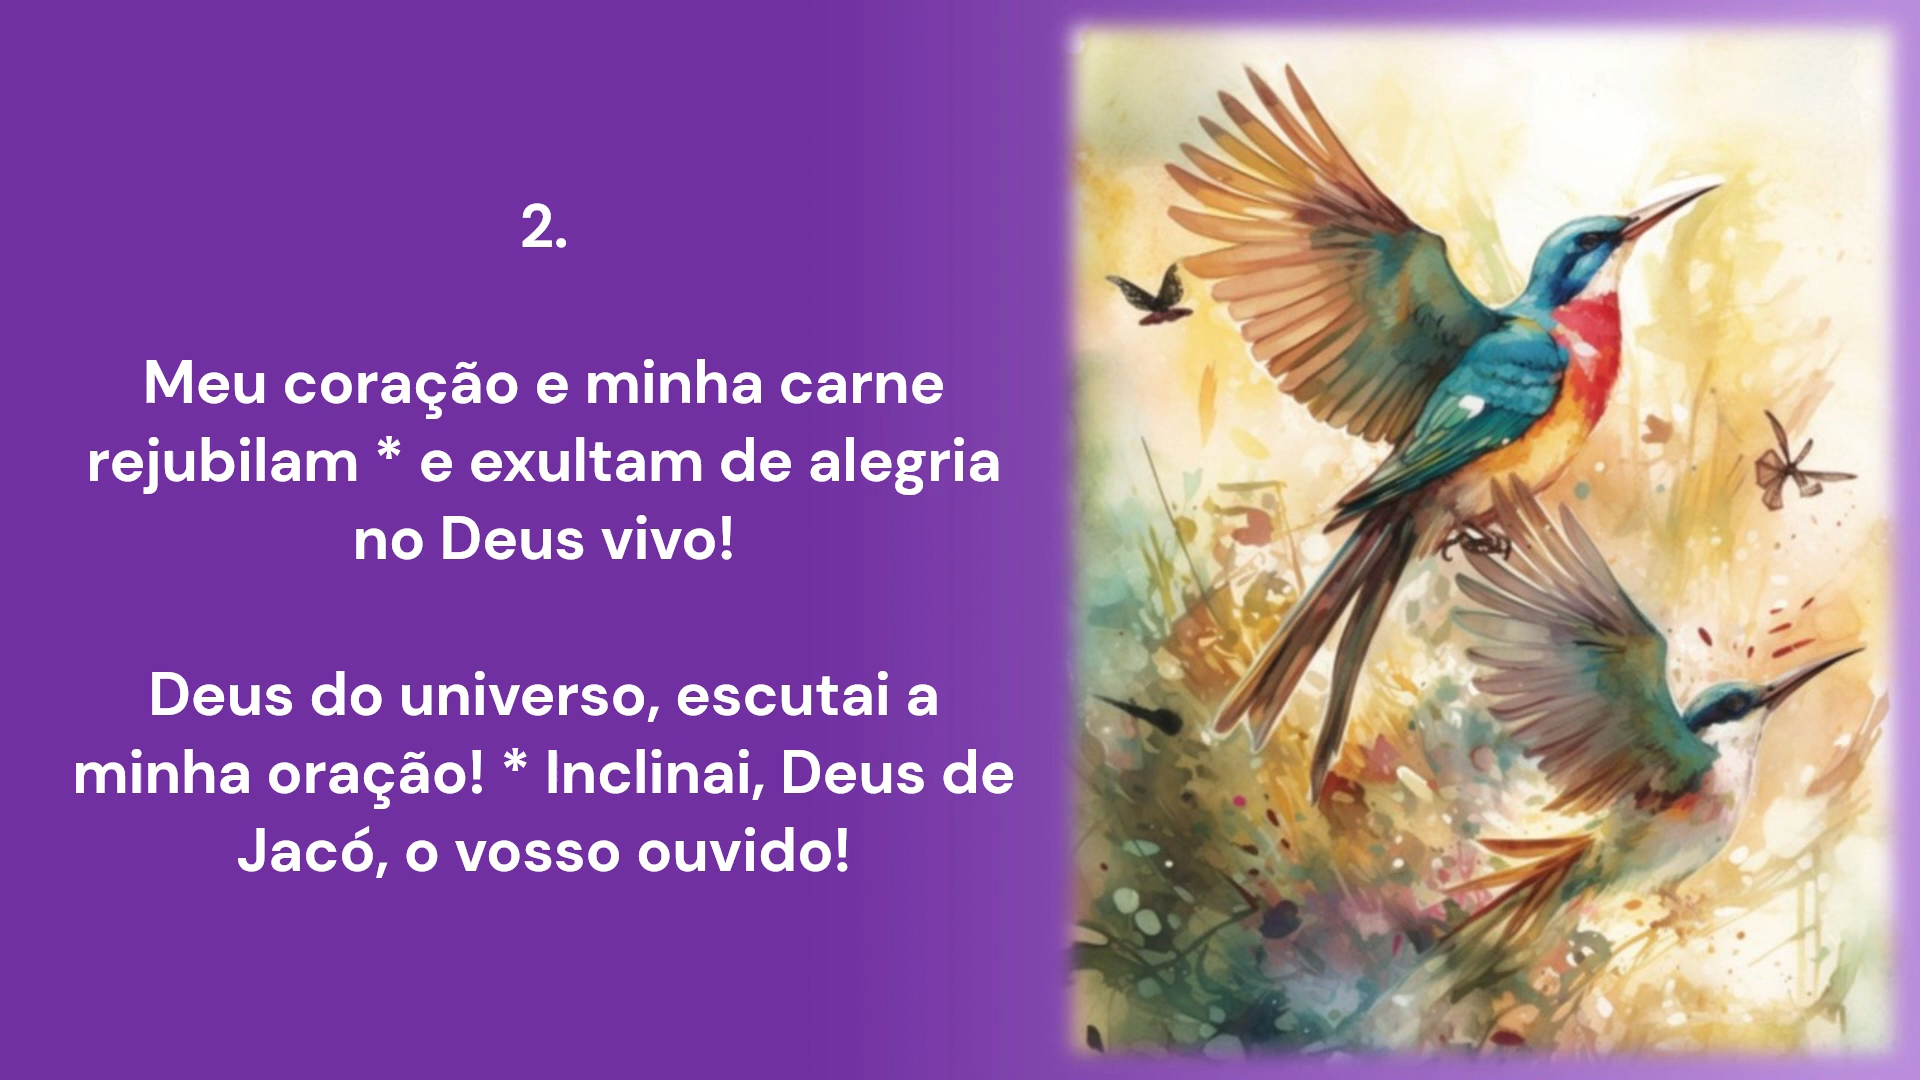 2.
Meu coração e minha carne
rejubilam * e exultam de alegria
no Deus vivo!
Deus do universo, escutai a
minha oração! * Inclinai, Deus de
Jacó, o vosso ouvido!